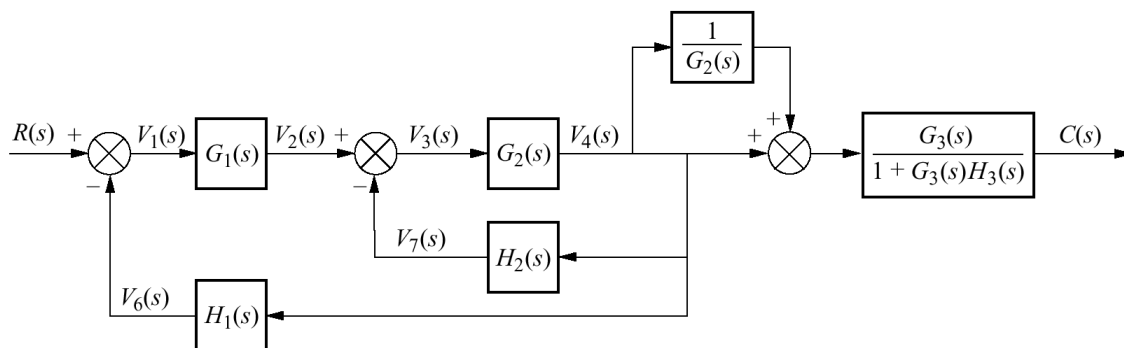 1
G2(s)
R(s) + V1(s) G1(s) V2(s) + V3(s) G2(s) V4(s) + + G3(s) C(s)
1 + G3(s)H3(s)
−
−
V7(s) H2(s)
V6(s) H1(s)